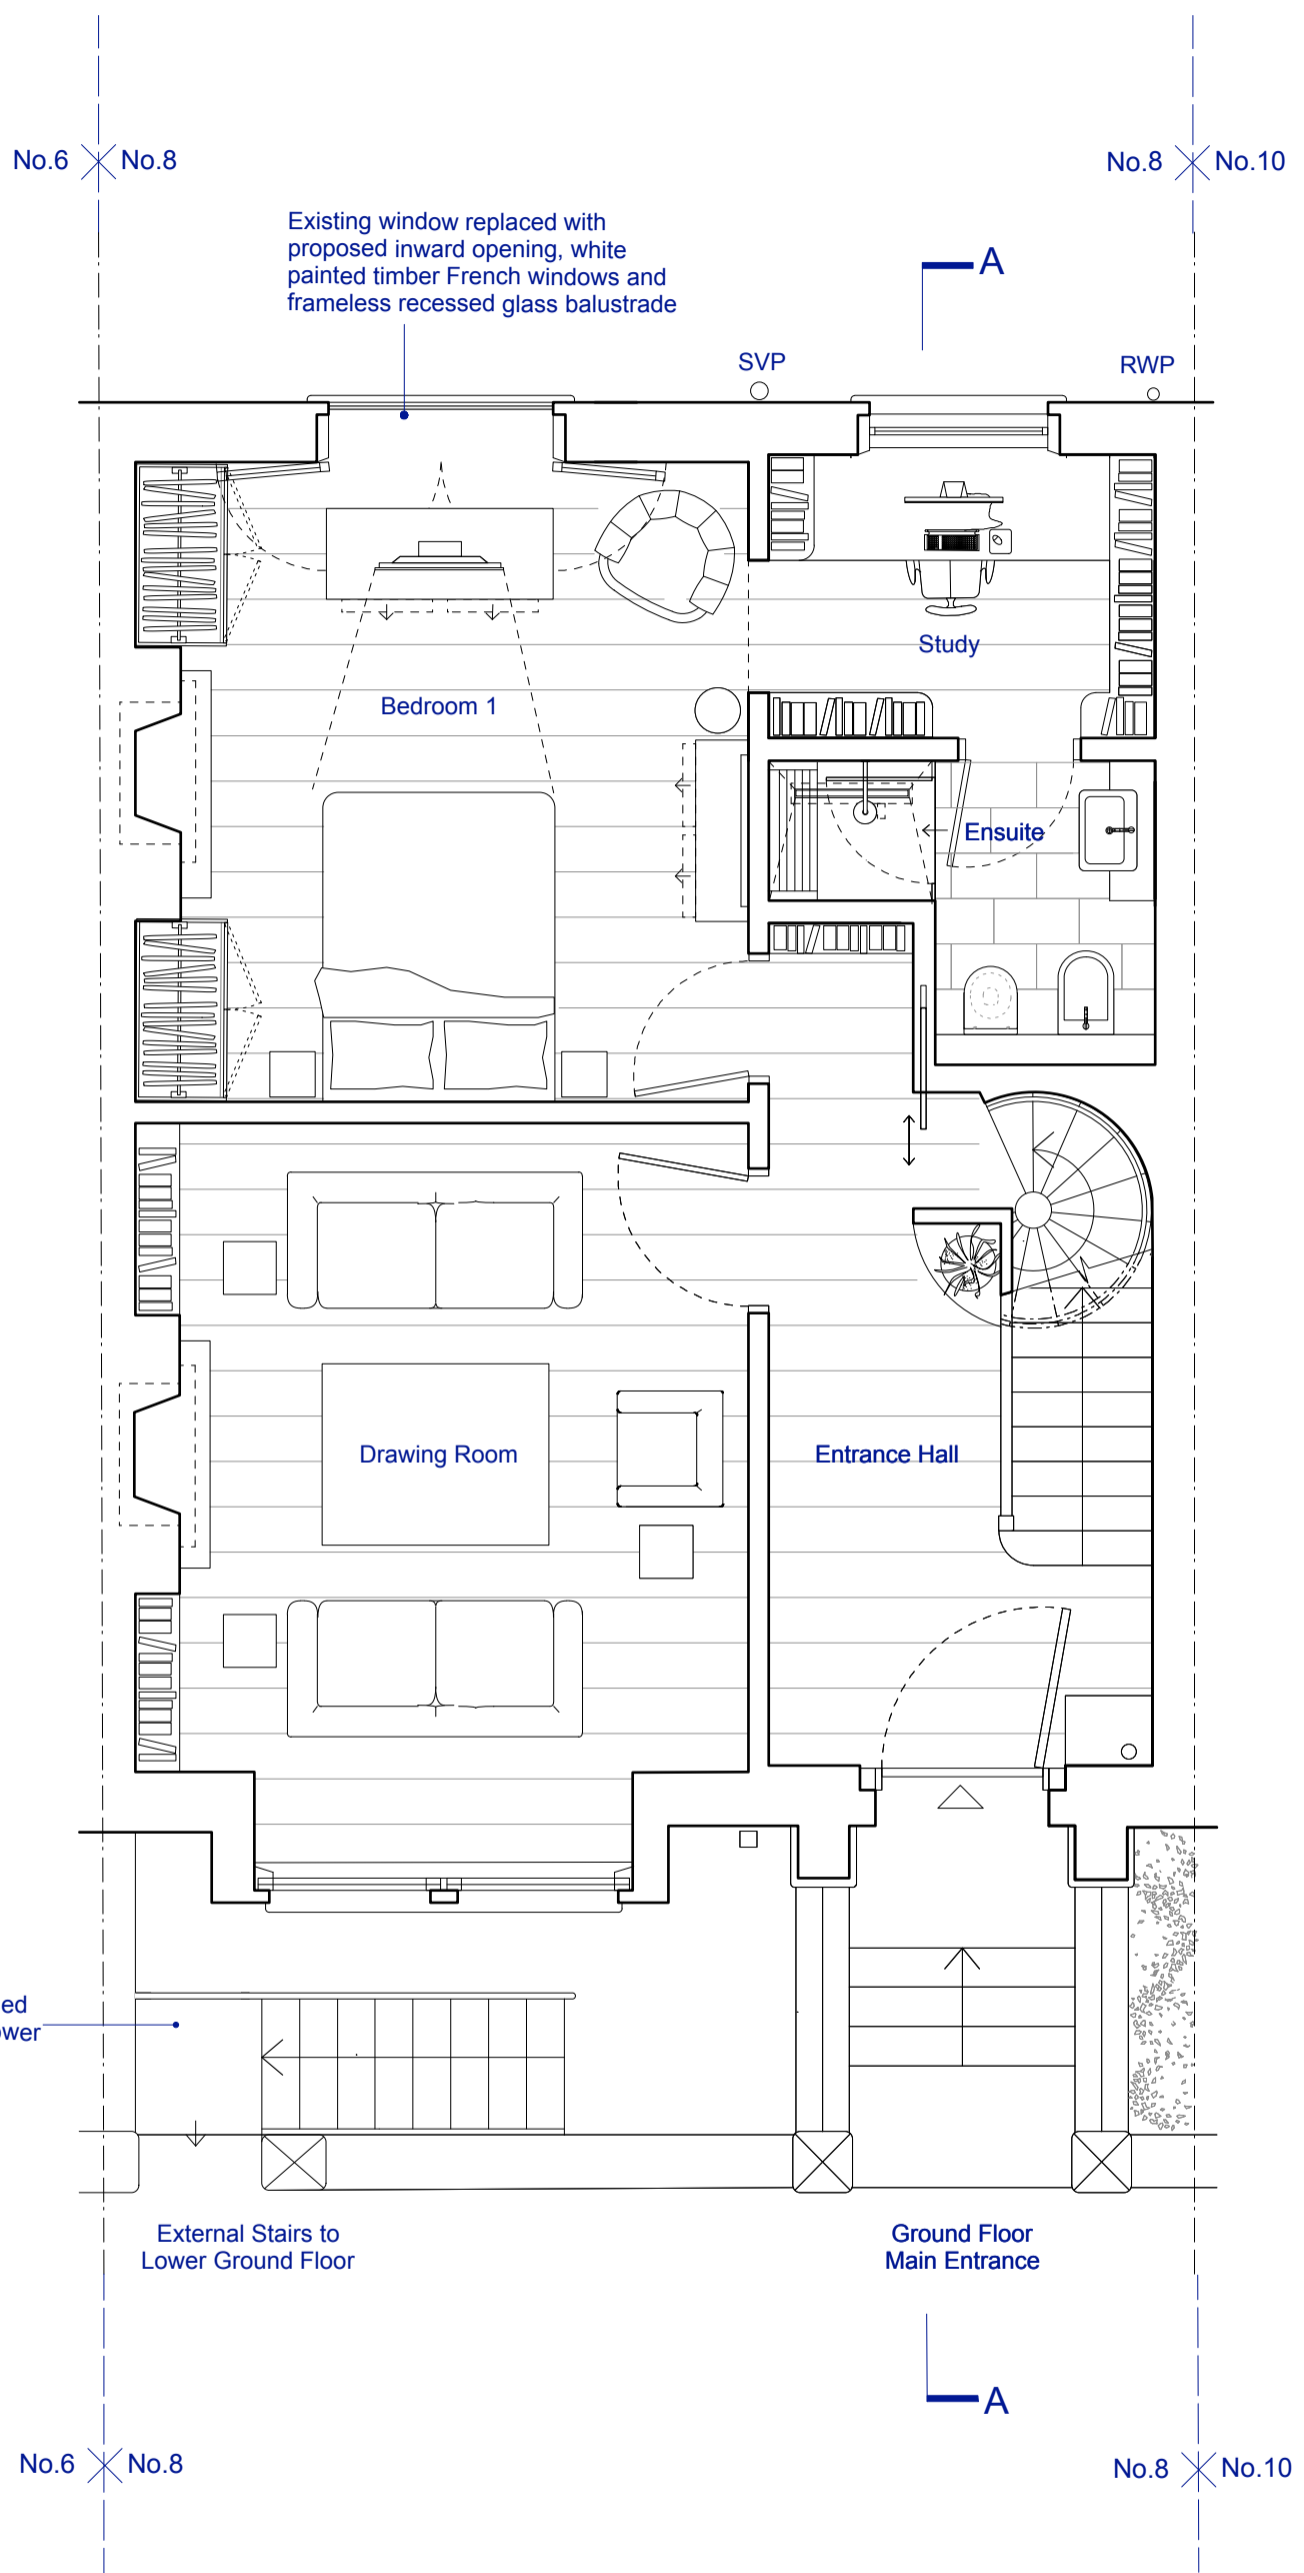 No.6 No.8
No.8 No.10
Existing window replaced with
proposed inward opening, white
painted timber French windows and
frameless recessed glass balustrade
A
SVP
RWP
Study
Bedroom 1
Ensuite
Drawing Room
Entrance Hall
External Stairs to
Lower Ground Floor
Ground Floor
Main Entrance
A
No.6 No.8
No.8 No.10